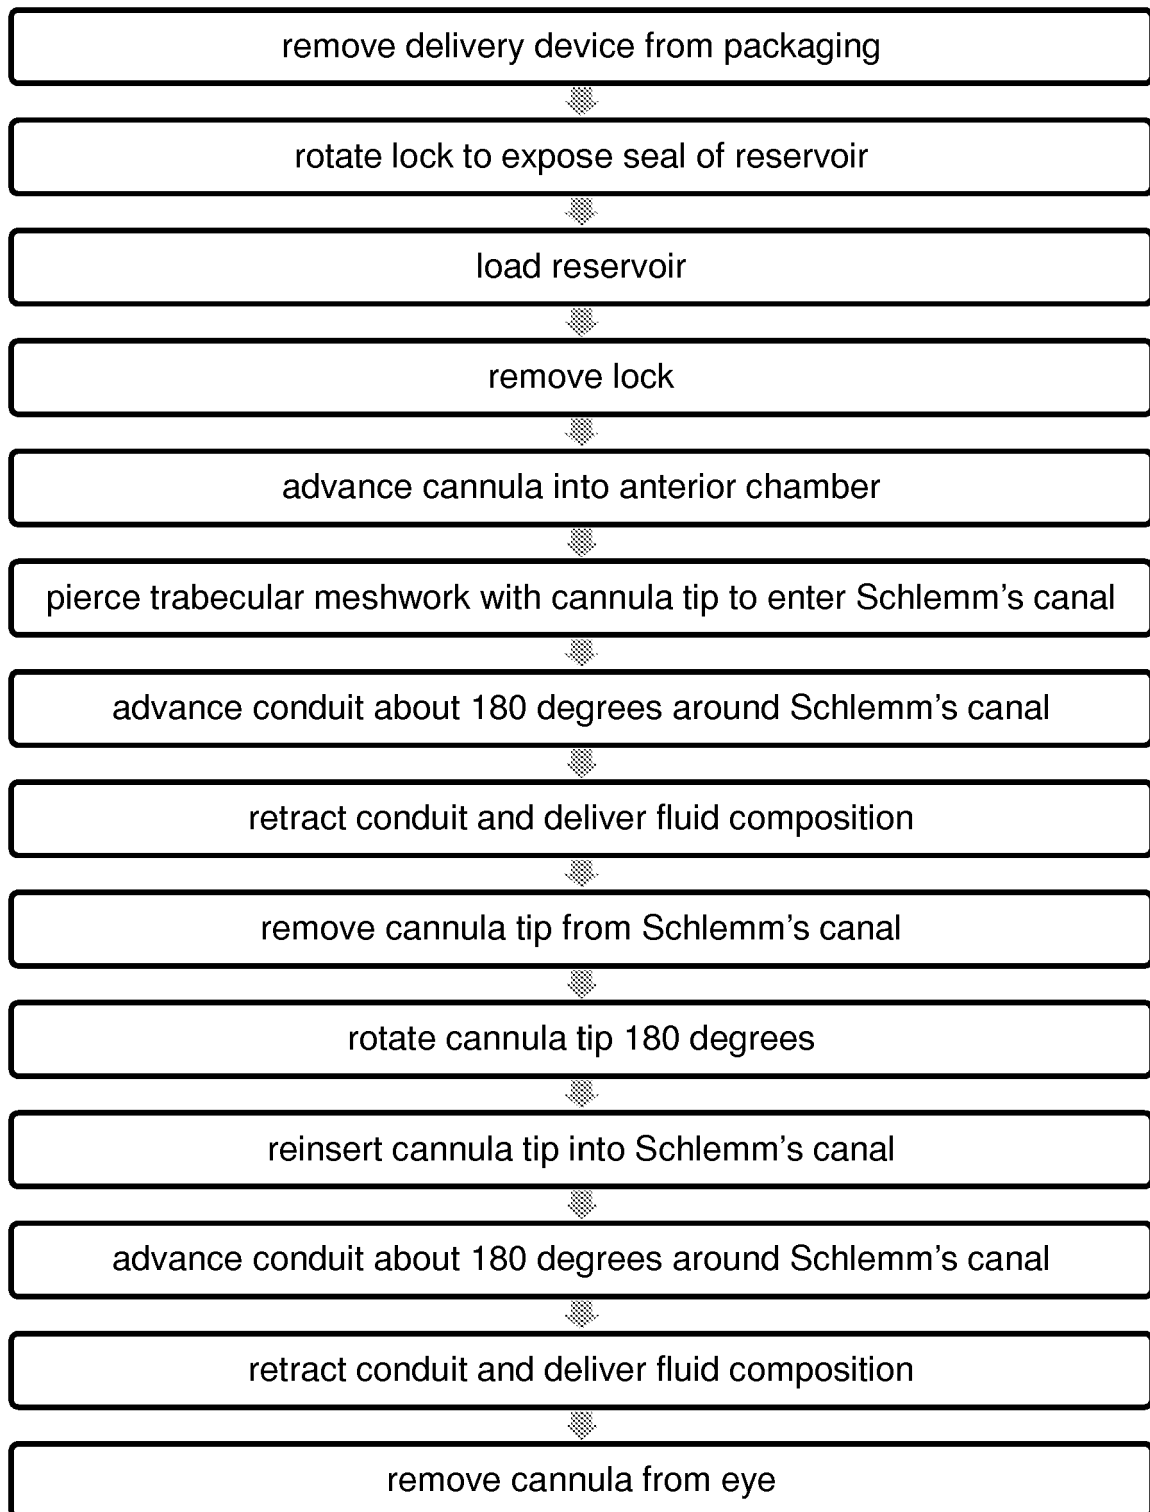 remove delivery device from packaging
rotate lock to expose seal of reservoir
load reservoir
remove lock
advance cannula into anterior chamber
pierce trabecular meshwork with cannula tip to enter Schlemm’s canal
advance conduit about 180 degrees around Schlemm’s canal
retract conduit and deliver fluid composition
remove cannula tip from Schlemm’s canal
rotate cannula tip 180 degrees
reinsert cannula tip into Schlemm’s canal
advance conduit about 180 degrees around Schlemm’s canal
retract conduit and deliver fluid composition
remove cannula from eye